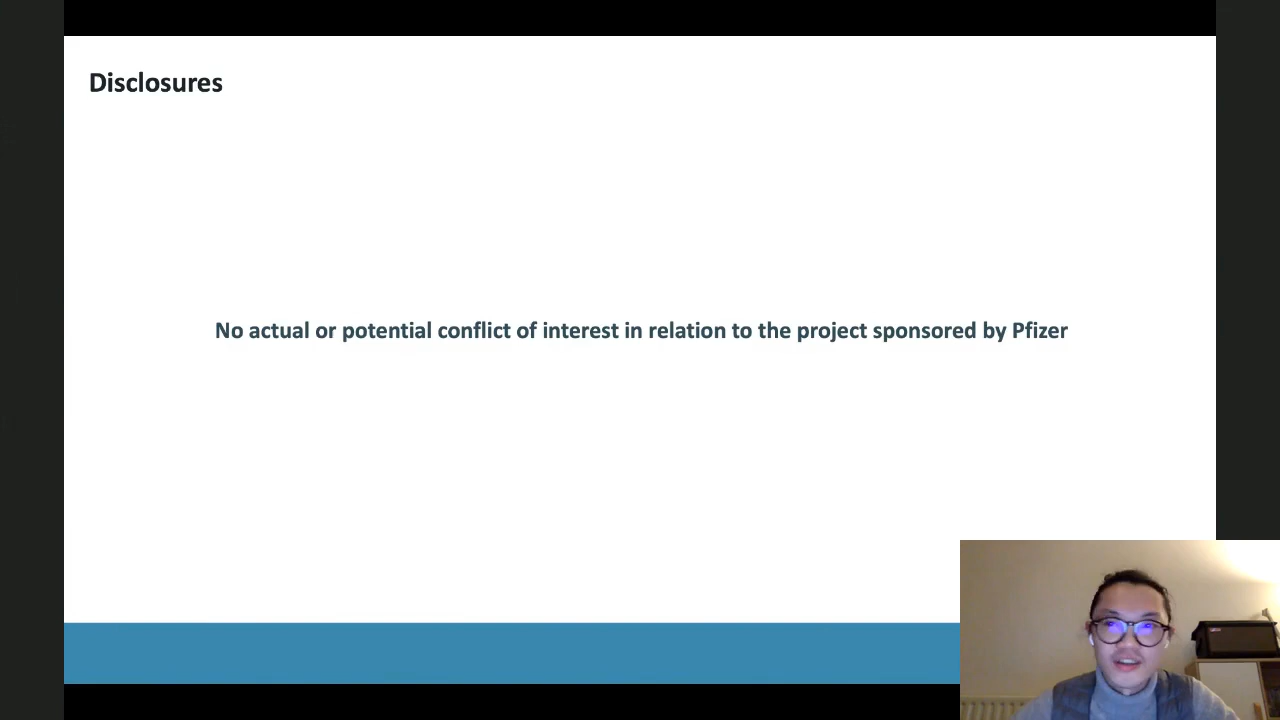 Disclosures
No actual or potential conflict of interest in relation to the project sponsored by Pfizer